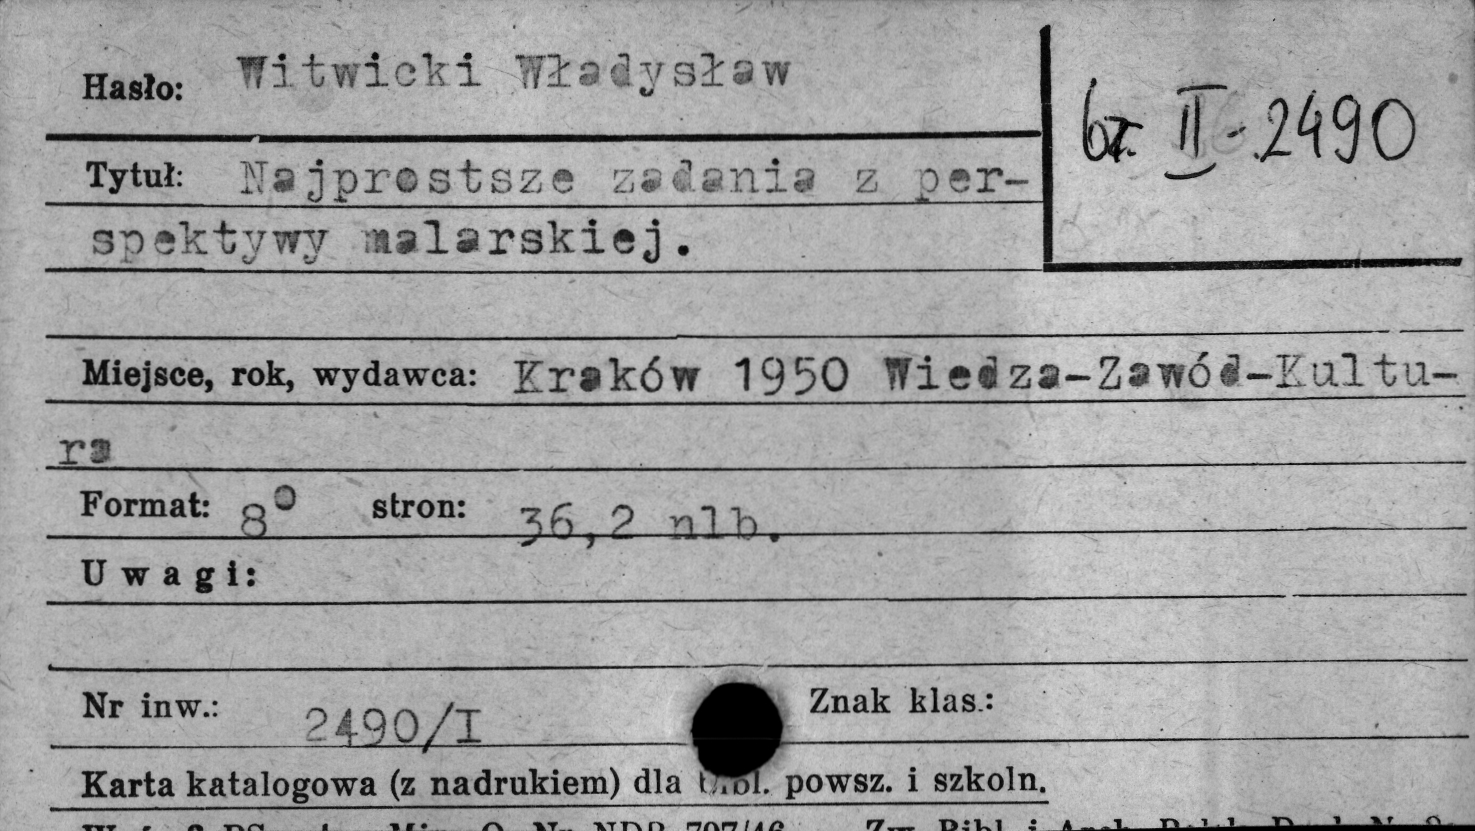 Hasło: Witwicki Władysław
bz. II-2490
Tytuł: Najprostsze zadania z per-
spektywy malarskiej.
Miejsce, rok, wydawca: Kraków 1950 Wiedza-Zawód-Kultu-
ra
Format: 8° stron: 36,2 nlb.
Uwagi:
Nr inw.: 2490/I Znak klas.:
Karta katalogowa (z nadrukiem) dla bibl. powsz. i szkoln.